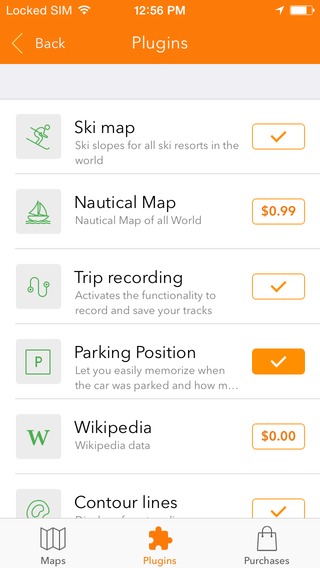 Locked SIM 12:56 PM
Back Plugins
Ski map
Ski slopes for all ski resorts in the
world
Nautical Map
Nautical Map of all World
$0.99
Trip recording
Activates the functionality to
record and save your tracks
P
Parking Position
Let you easily memorize when
the car was parked and how m…
W
Wikipedia
Wikipedia data
$0.00
Contour lines
Maps Plugins Purchases